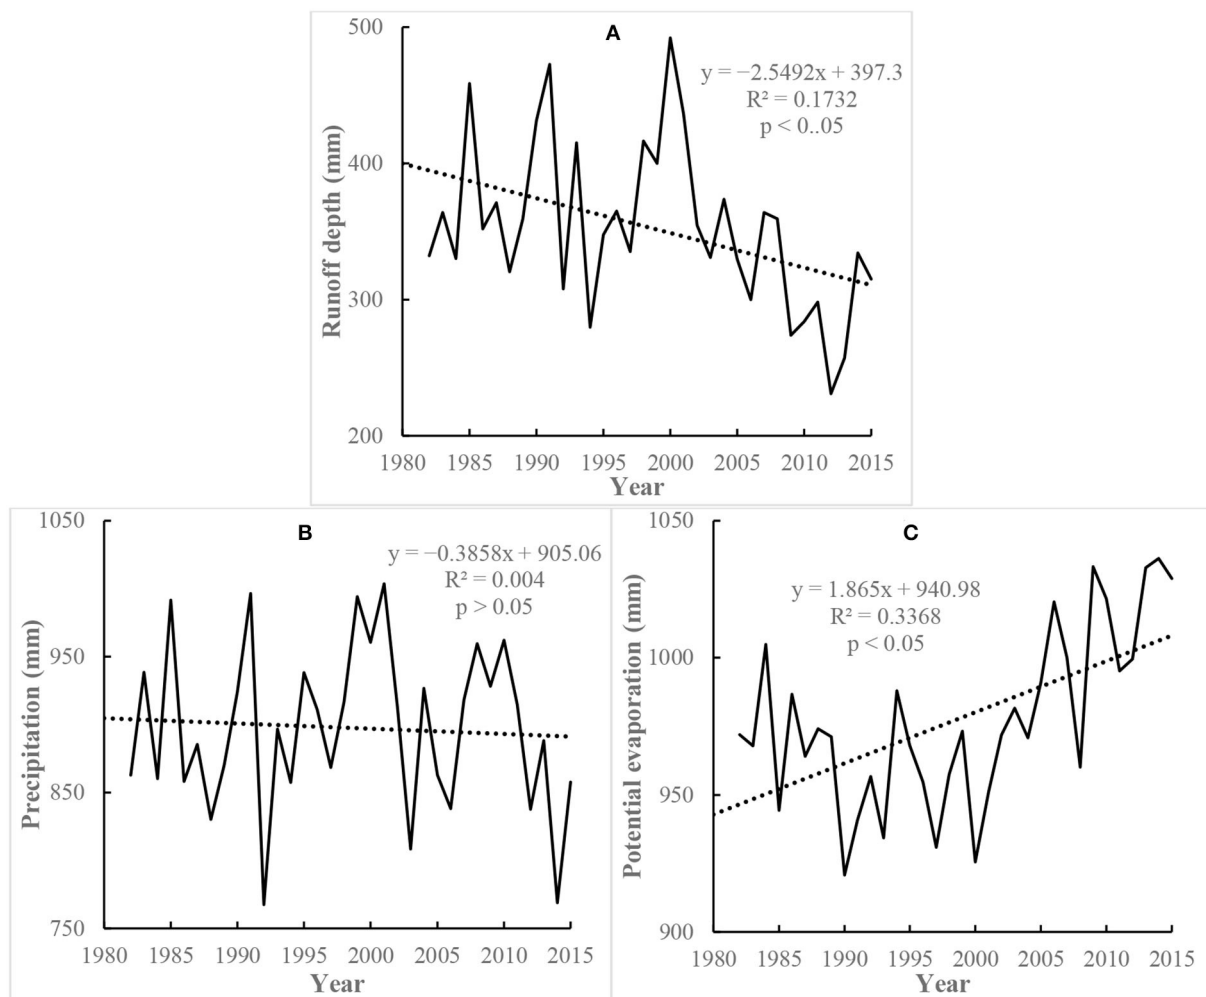 A
500
400
300
200
Runoff depth (mm)
y = −2.5492x + 397.3
R² = 0.1732
p < 0..05
1980 1985 1990 1995 2000 2005 2010 2015
Year
B
1050
950
850
750
Precipitation (mm)
y = −0.3858x + 905.06
R² = 0.004
p > 0.05
1980 1985 1990 1995 2000 2005 2010 2015
Year
C
1050
1000
950
900
Potential evaporation (mm)
y = 1.865x + 940.98
R² = 0.3368
p < 0.05
1980 1985 1990 1995 2000 2005 2010 2015
Year